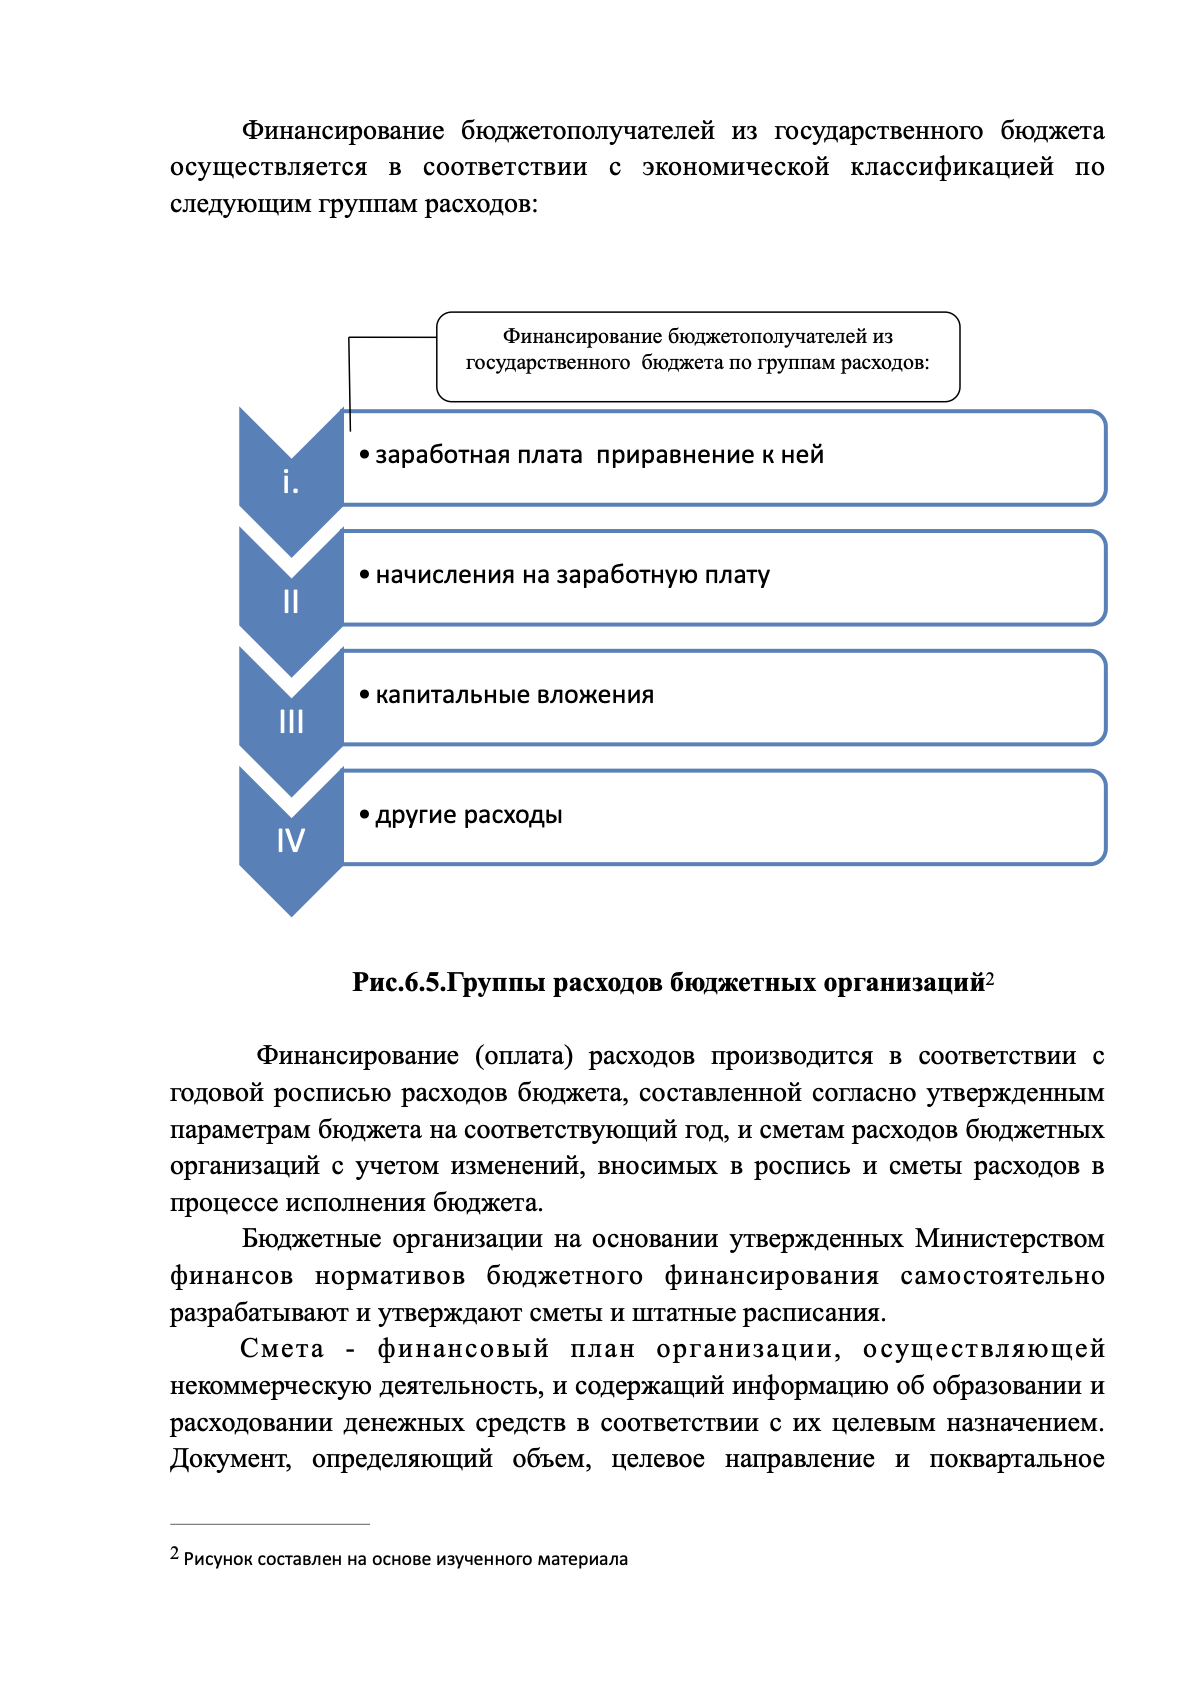 Финансирование бюджетополучателей из государственного бюджета
осуществляется в соответствии с экономической классификацией по
следующим группам расходов:
Финансирование бюджетополучателей из
государственного бюджета по группам расходов:
i.
• заработная плата приравнение к ней
II
• начисления на заработную плату
III
• капитальные вложения
IV
• другие расходы
Рис.6.5.Группы расходов бюджетных организаций2
Финансирование (оплата) расходов производится в соответствии с
годовой росписью расходов бюджета, составленной согласно утвержденным
параметрам бюджета на соответствующий год, и сметам расходов бюджетных
организаций с учетом изменений, вносимых в роспись и сметы расходов в
процессе исполнения бюджета.
Бюджетные организации на основании утвержденных Министерством
финансов нормативов бюджетного финансирования самостоятельно
разрабатывают и утверждают сметы и штатные расписания.
Смета - финансовый план организации, осуществляющей
некоммерческую деятельность, и содержащий информацию об образовании и
расходовании денежных средств в соответствии с их целевым назначением.
Документ, определяющий объем, целевое направление и поквартальное
2 Рисунок составлен на основе изученного материала